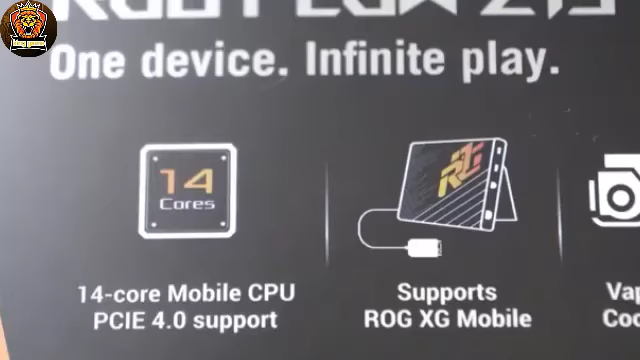 One device. Infinite play.
14
Cores
14-core Mobile CPU
PCIE 4.0 support
Supports
ROG XG Mobile